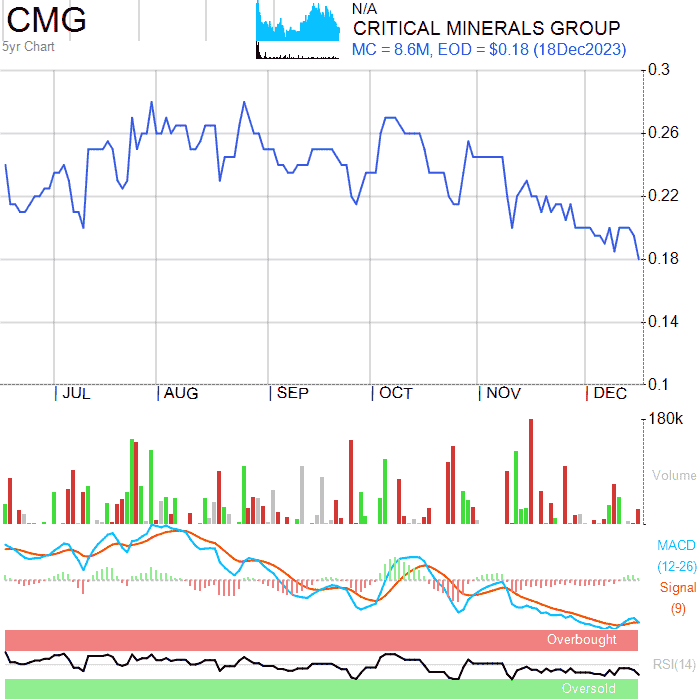 CMG
5yr Chart
N/A
CRITICAL MINERALS GROUP
MC = 8.6M, EOD = $0.18 (18Dec2023)
0.3
0.26
0.22
0.18
0.14
0.1
JUL AUG SEP OCT NOV DEC
180k
Volume
MACD
(12-26)
Signal
(9)
Overbought
RSI(14)
Oversold